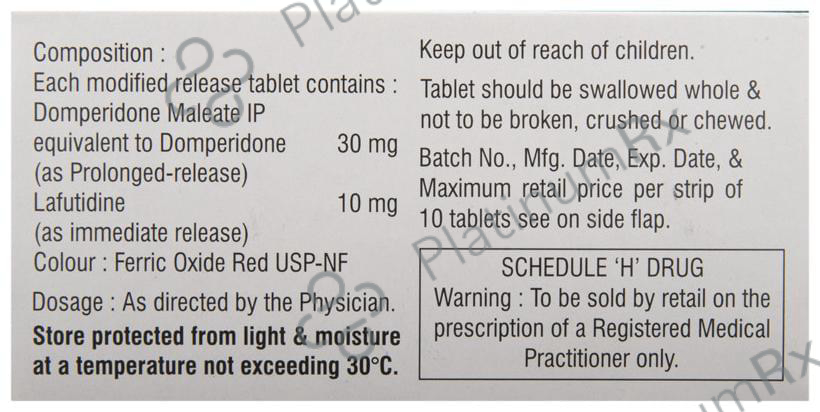 Composition :
Each modified release tablet contains :
Domperidone Maleate IP
equivalent to Domperidone 30 mg
(as Prolonged-release)
Lafutidine 10 mg
(as immediate release)
Colour : Ferric Oxide Red USP-NF
Dosage : As directed by the Physician.
Store protected from light & moisture
at a temperature not exceeding 30°C.
Keep out of reach of children.
Tablet should be swallowed whole &
not to be broken, crushed or chewed.
Batch No., Mfg. Date, Exp. Date, &
Maximum retail price per strip of
10 tablets see on side flap.
SCHEDULE ‘H’ DRUG
Warning : To be sold by retail on the
prescription of a Registered Medical
Practitioner only.
PlatinumRx